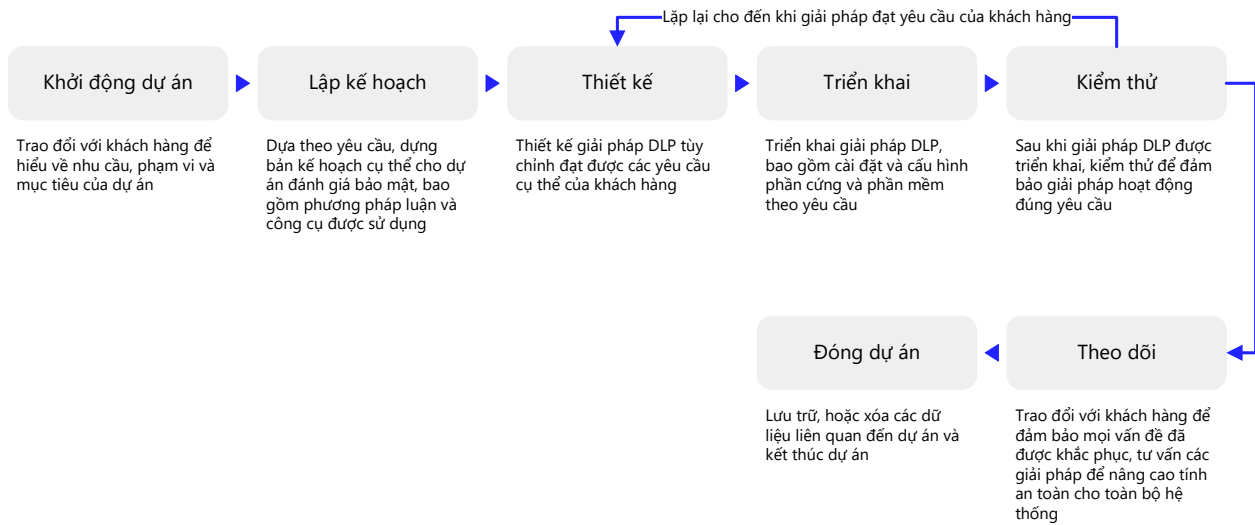 Lặp lại cho đến khi giải pháp đạt yêu cầu của khách hàng
Khởi động dự án
Lập kế hoạch
Thiết kế
Triển khai
Kiểm thử
Trao đổi với khách hàng để
hiểu về nhu cầu, phạm vi và
mục tiêu của dự án
Dựa theo yêu cầu, dựng
bản kế hoạch cụ thể cho dự
án đánh giá bảo mật, bao
gồm phương pháp luận và
công cụ được sử dụng
Thiết kế giải pháp DLP tùy
chỉnh đạt được các yêu cầu
cụ thể của khách hàng
Triển khai giải pháp DLP,
bao gồm cài đặt và cấu hình
phần cứng và phần mềm
theo yêu cầu
Sau khi giải pháp DLP được
triển khai, kiểm thử để đảm
bảo giải pháp hoạt động
đúng yêu cầu
Đóng dự án
Theo dõi
Lưu trữ, hoặc xóa các dữ
liệu liên quan đến dự án và
kết thúc dự án
Trao đổi với khách hàng để
đảm bảo mọi vấn đề đã
được khắc phục, tư vấn các
giải pháp để nâng cao tính
an toàn cho toàn bộ hệ
thống